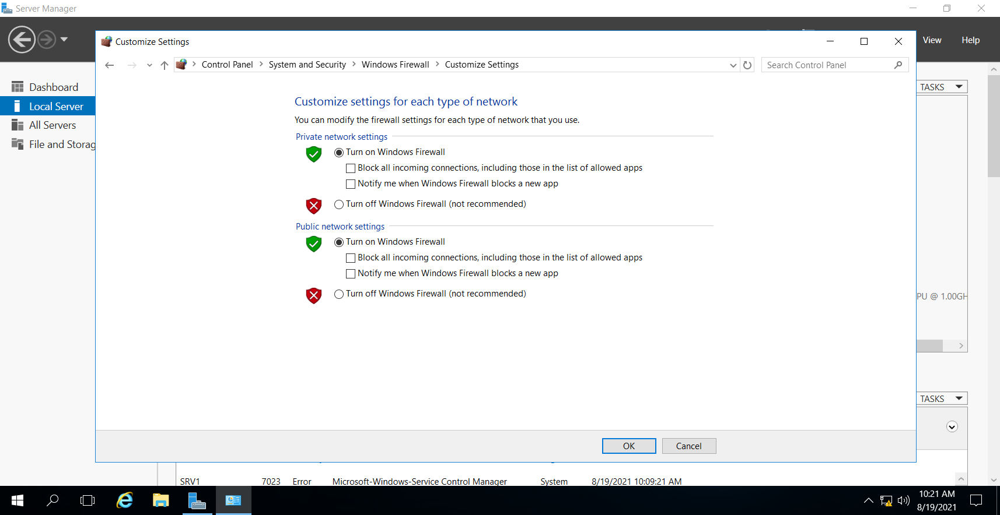 Server Manager
View
Help
Customize Settings
Control Panel
System and Security
Windows Firewall
Customize Settings
Search Control Panel
Dashboard
Local Server
All Servers
File and Storag
TASKS
Customize settings for each type of network
You can modify the firewall settings for each type of network that you use.
Private network settings
Turn on Windows Firewall
Block all incoming connections, including those in the list of allowed apps
Notify me when Windows Firewall blocks a new app
Turn off Windows Firewall (not recommended)
Public network settings
Turn on Windows Firewall
Block all incoming connections, including those in the list of allowed apps
Notify me when Windows Firewall blocks a new app
Turn off Windows Firewall (not recommended)
PU @ 1.00GH
TASKS
OK
Cancel
SRV1 7023 Error Microsoft-Windows-Service Control Manager System 8/19/2021 10:09:21 AM
10:21 AM
8/19/2021